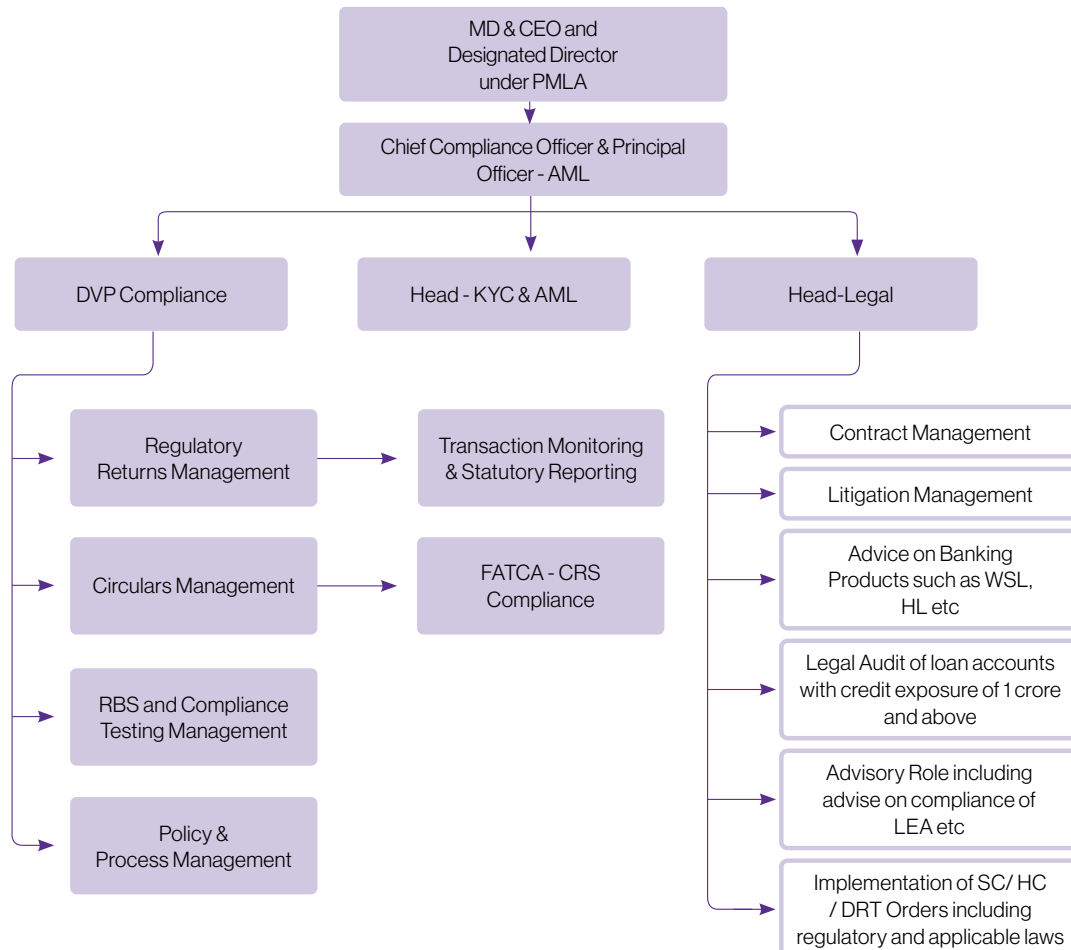 MD & CEO and
Designated Director
under PMLA
Chief Compliance Officer & Principal
Officer - AML
DVP Compliance
Head - KYC & AML
Head-Legal
Regulatory
Returns Management
Transaction Monitoring
& Statutory Reporting
Circulars Management
FATCA - CRS
Compliance
RBS and Compliance
Testing Management
Policy &
Process Management
Contract Management
Litigation Management
Advice on Banking
Products such as WSL,
HL etc
Legal Audit of loan accounts
with credit exposure of 1 crore
and above
Advisory Role including
advise on compliance of
LEA etc
Implementation of SC/ HC
/ DRT Orders including
regulatory and applicable laws